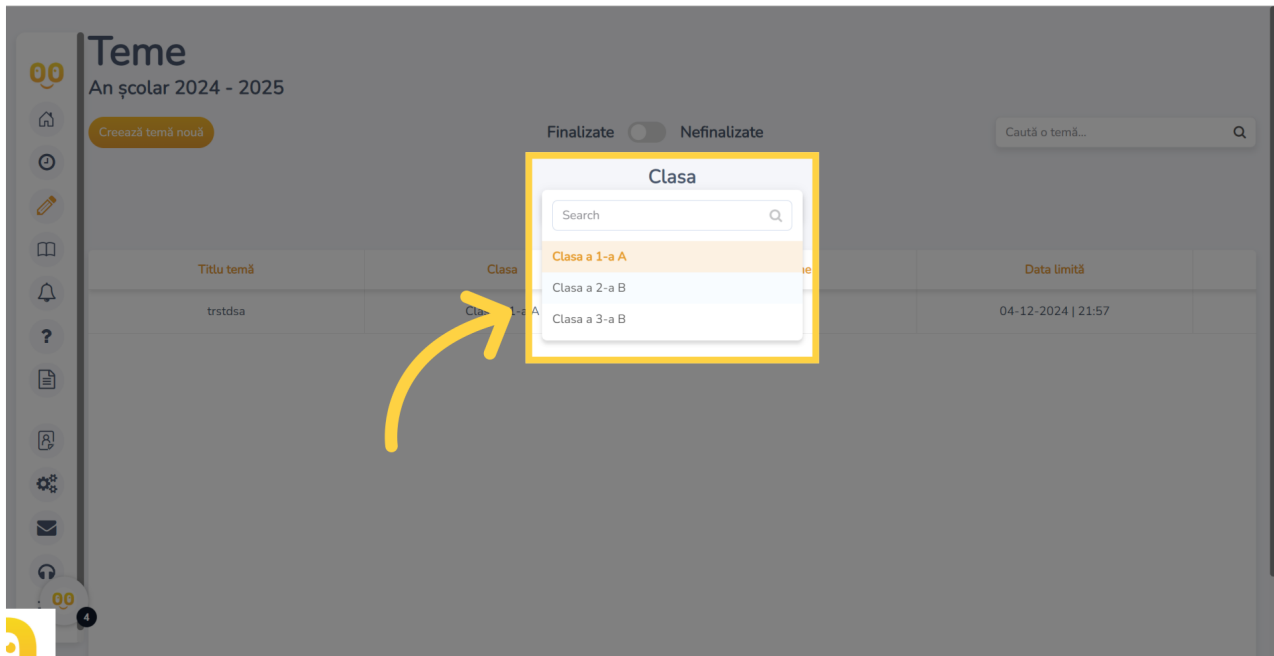 Teme
An școlar 2024 - 2025
Creează temă nouă
Finalizate Nefinalizate
Caută o temă...
Clasa
Search
Clasa a 1-a A
Clasa a 2-a B
Clasa a 3-a B
Titlu temă Clasa Data limită
trstdsa 04-12-2024 | 21:57
?
4